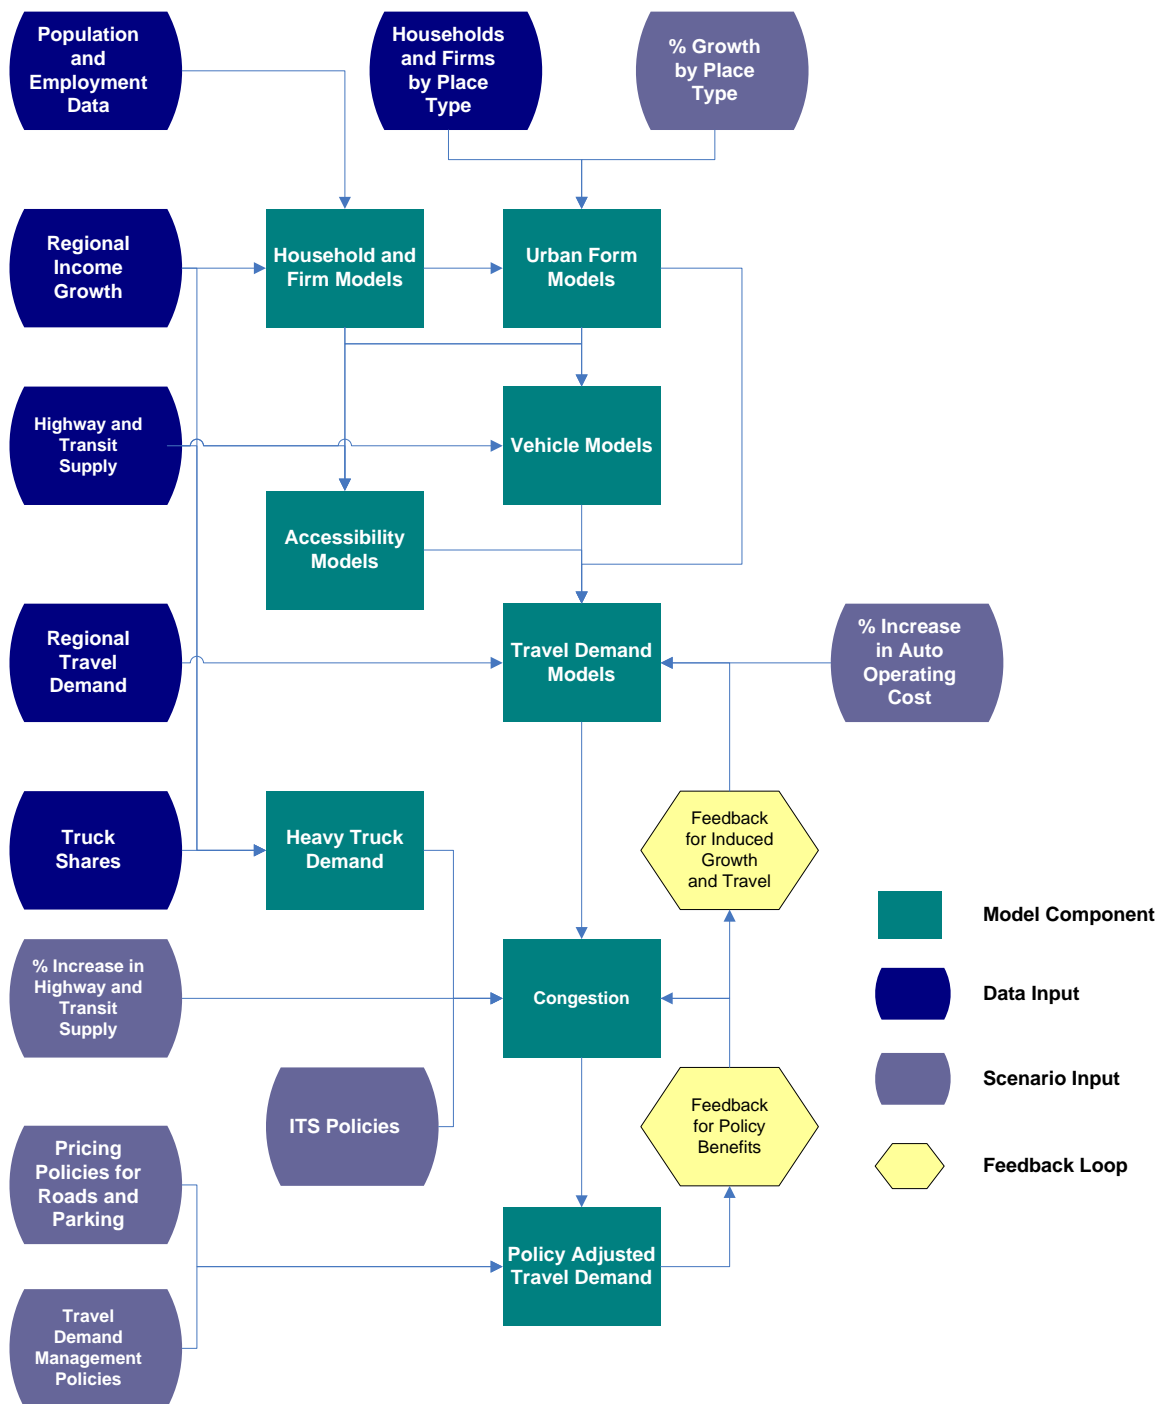 Population
and
Employment
Data
Households
and Firms
by Place
Type
% Growth
by Place
Type
Regional
Income
Growth
Household and
Firm Models
Urban Form
Models
Highway and
Transit
Supply
Vehicle Models
Accessibility
Models
Regional
Travel
Demand
Travel Demand
Models
% Increase
in Auto
Operating
Cost
Truck
Shares
Heavy Truck
Demand
Feedback
for Induced
Growth
and Travel
Model Component
% Increase in
Highway and
Transit
Supply
Congestion
Data Input
Scenario Input
ITS Policies
Feedback
for Policy
Benefits
Feedback Loop
Pricing
Policies for
Roads and
Parking
Policy Adjusted
Travel Demand
Travel
Demand
Management
Policies